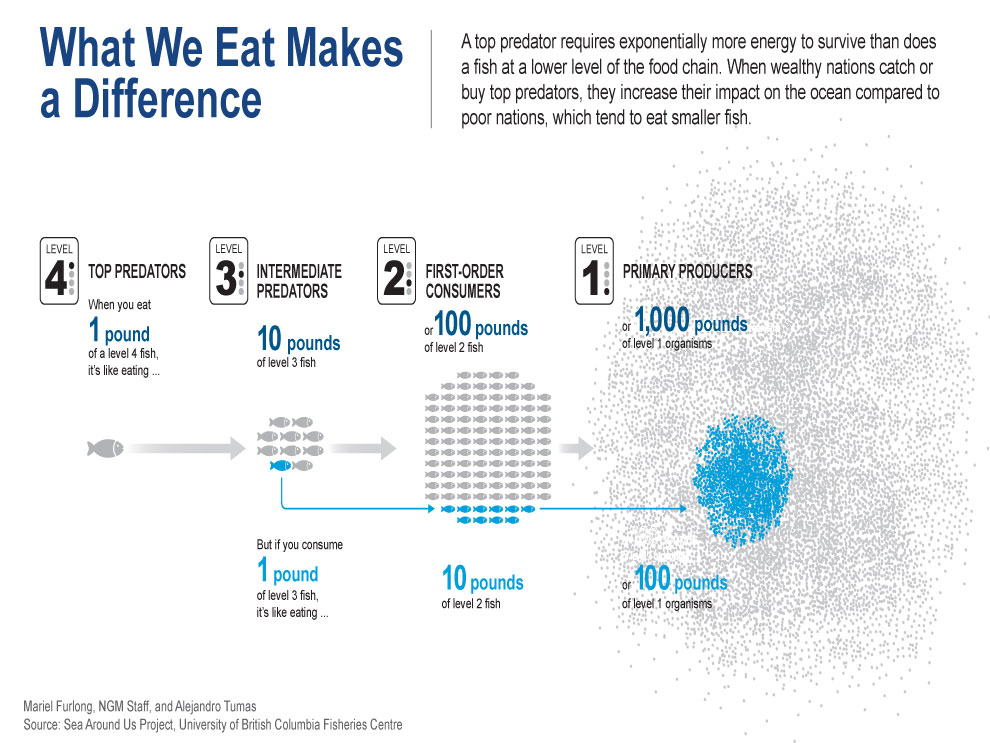 What We Eat Makes
a Difference
A top predator requires exponentially more energy to survive than does
a fish at a lower level of the food chain. When wealthy nations catch or
buy top predators, they increase their impact on the ocean compared to
poor nations, which tend to eat smaller fish.
LEVEL
4
TOP PREDATORS
When you eat
1 pound
of a level 4 fish,
it's like eating ...
LEVEL
3
INTERMEDIATE
PREDATORS
10 pounds
of level 3 fish
LEVEL
2
FIRST-ORDER
CONSUMERS
or 100 pounds
of level 2 fish
LEVEL
1
PRIMARY PRODUCERS
or 1,000 pounds
of level 1 organisms
But if you consume
1 pound
of level 3 fish,
it's like eating ...
10 pounds
of level 2 fish
or 100 pounds
of level 1 organisms
Mariel Furlong, NGM Staff, and Alejandro Tumas
Source: Sea Around Us Project, University of British Columbia Fisheries Centre